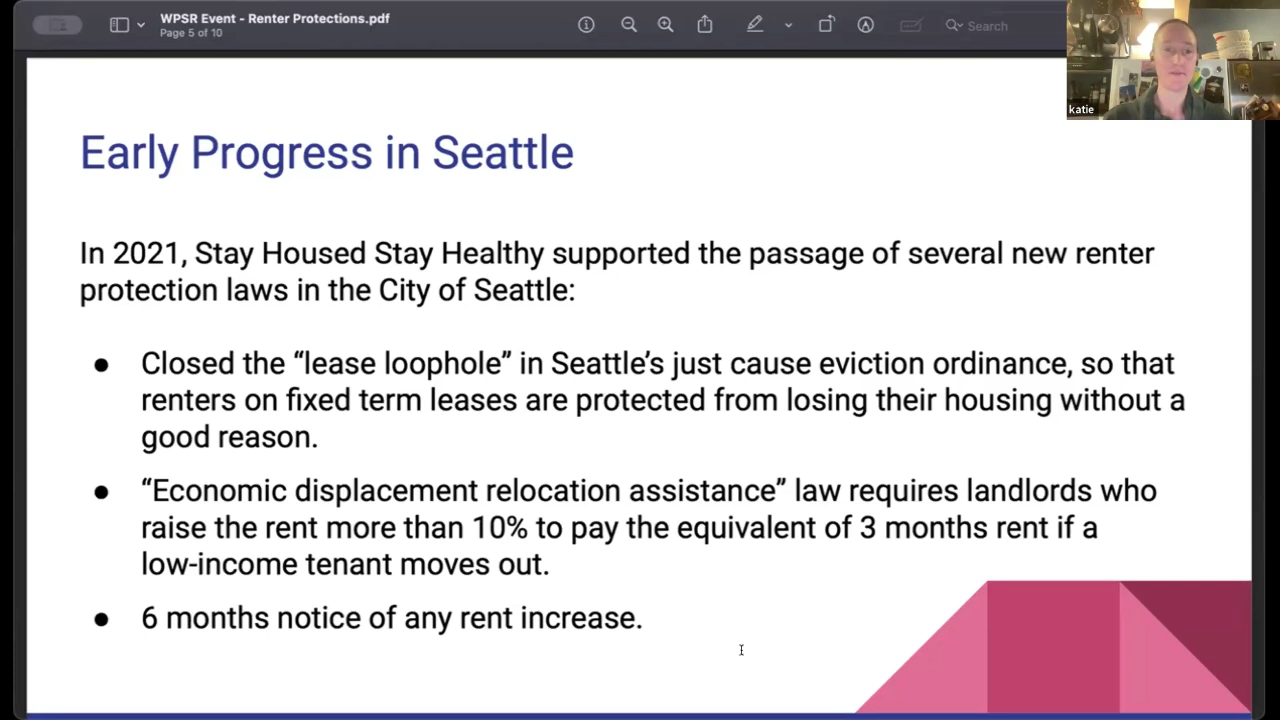 WPSR Event - Renter Protections.pdf
Page 5 of 10
Search
katie
Early Progress in Seattle
In 2021, Stay Housed Stay Healthy supported the passage of several new renter
protection laws in the City of Seattle:
● Closed the “lease loophole” in Seattle’s just cause eviction ordinance, so that
renters on fixed term leases are protected from losing their housing without a
good reason.
● “Economic displacement relocation assistance” law requires landlords who
raise the rent more than 10% to pay the equivalent of 3 months rent if a
low-income tenant moves out.
● 6 months notice of any rent increase.